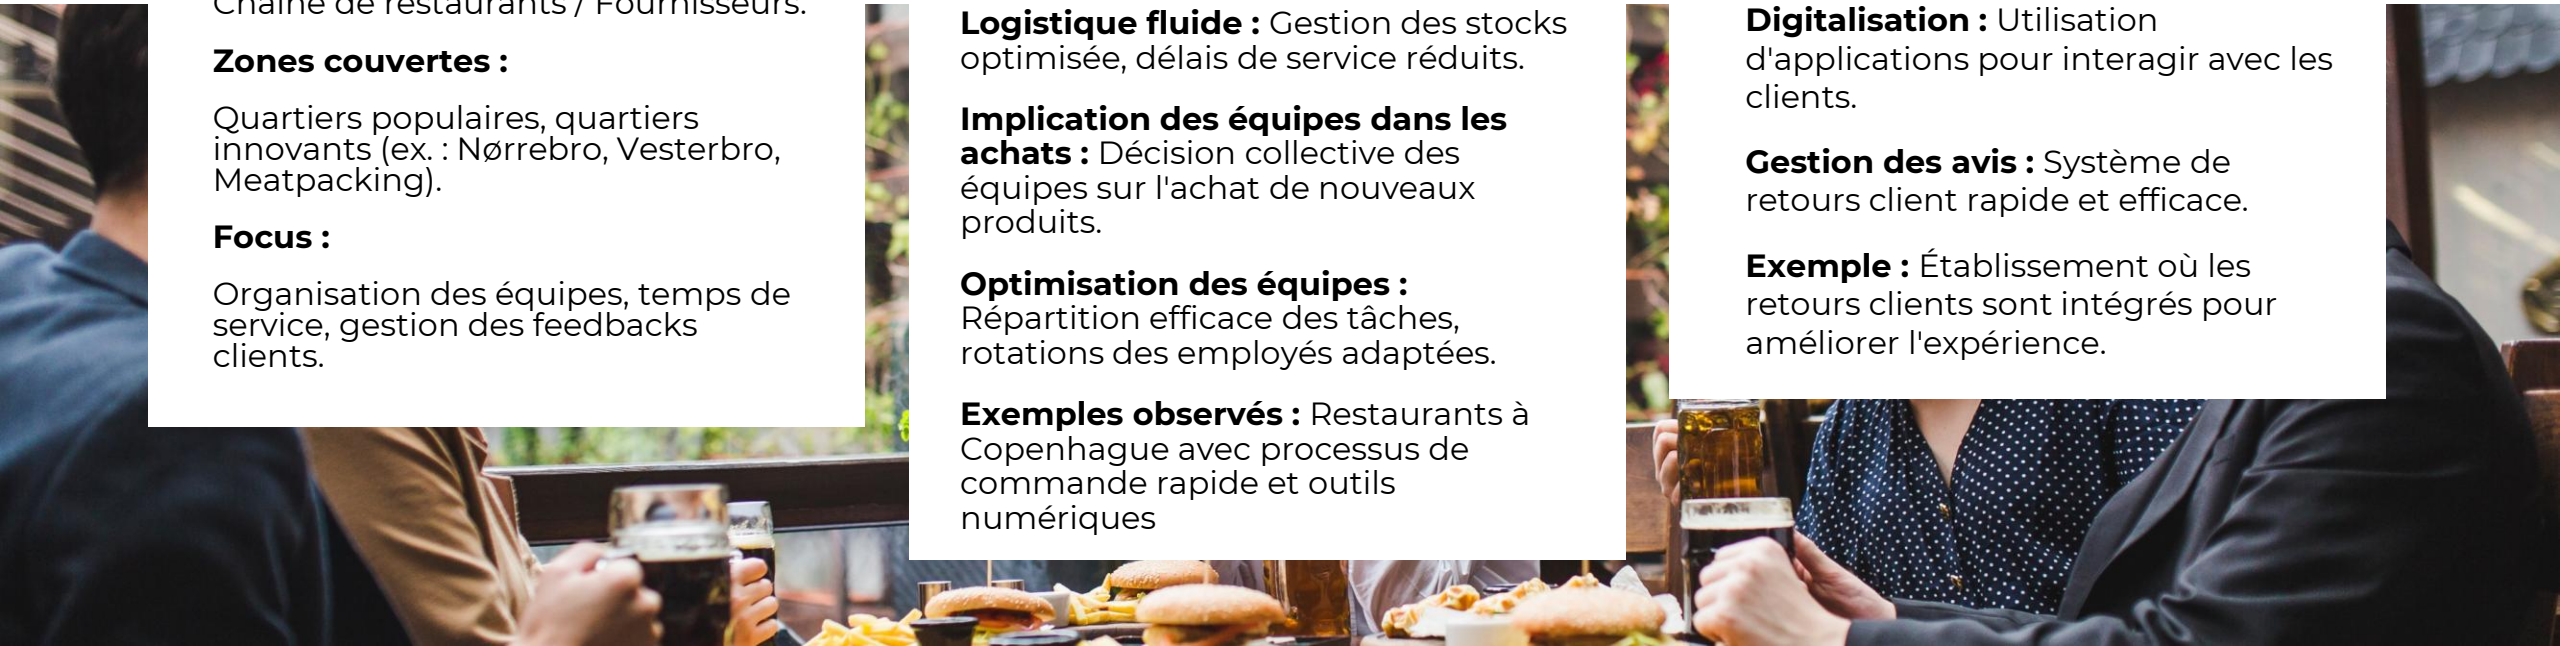 Chaîne de restaurants / Fournisseurs.
Zones couvertes :
Quartiers populaires, quartiers
innovants (ex. : Nørrebro, Vesterbro,
Meatpacking).
Focus :
Organisation des équipes, temps de
service, gestion des feedbacks
clients.
Logistique fluide : Gestion des stocks
optimisée, délais de service réduits.
Implication des équipes dans les
achats : Décision collective des
équipes sur l'achat de nouveaux
produits.
Optimisation des équipes :
Répartition efficace des tâches,
rotations des employés adaptées.
Exemples observés : Restaurants à
Copenhague avec processus de
commande rapide et outils
numériques
Digitalisation : Utilisation
d'applications pour interagir avec les
clients.
Gestion des avis : Système de
retours client rapide et efficace.
Exemple : Établissement où les
retours clients sont intégrés pour
améliorer l'expérience.